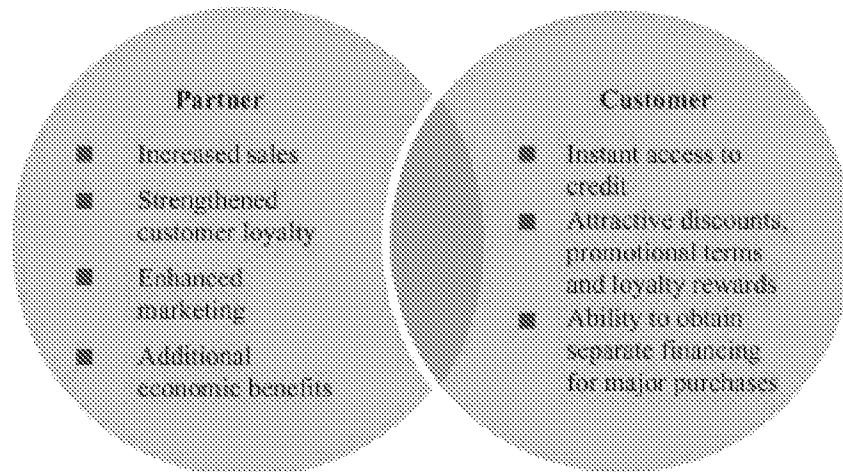 Partner
Increased sales
Strengthened
customer loyalty
Enhanced
marketing
Additional
economic benefits
Customer
Instant access to
credit
Attractive discounts,
promotional terms
and loyalty rewards
Ability to obtain
separate financing
for major purchases